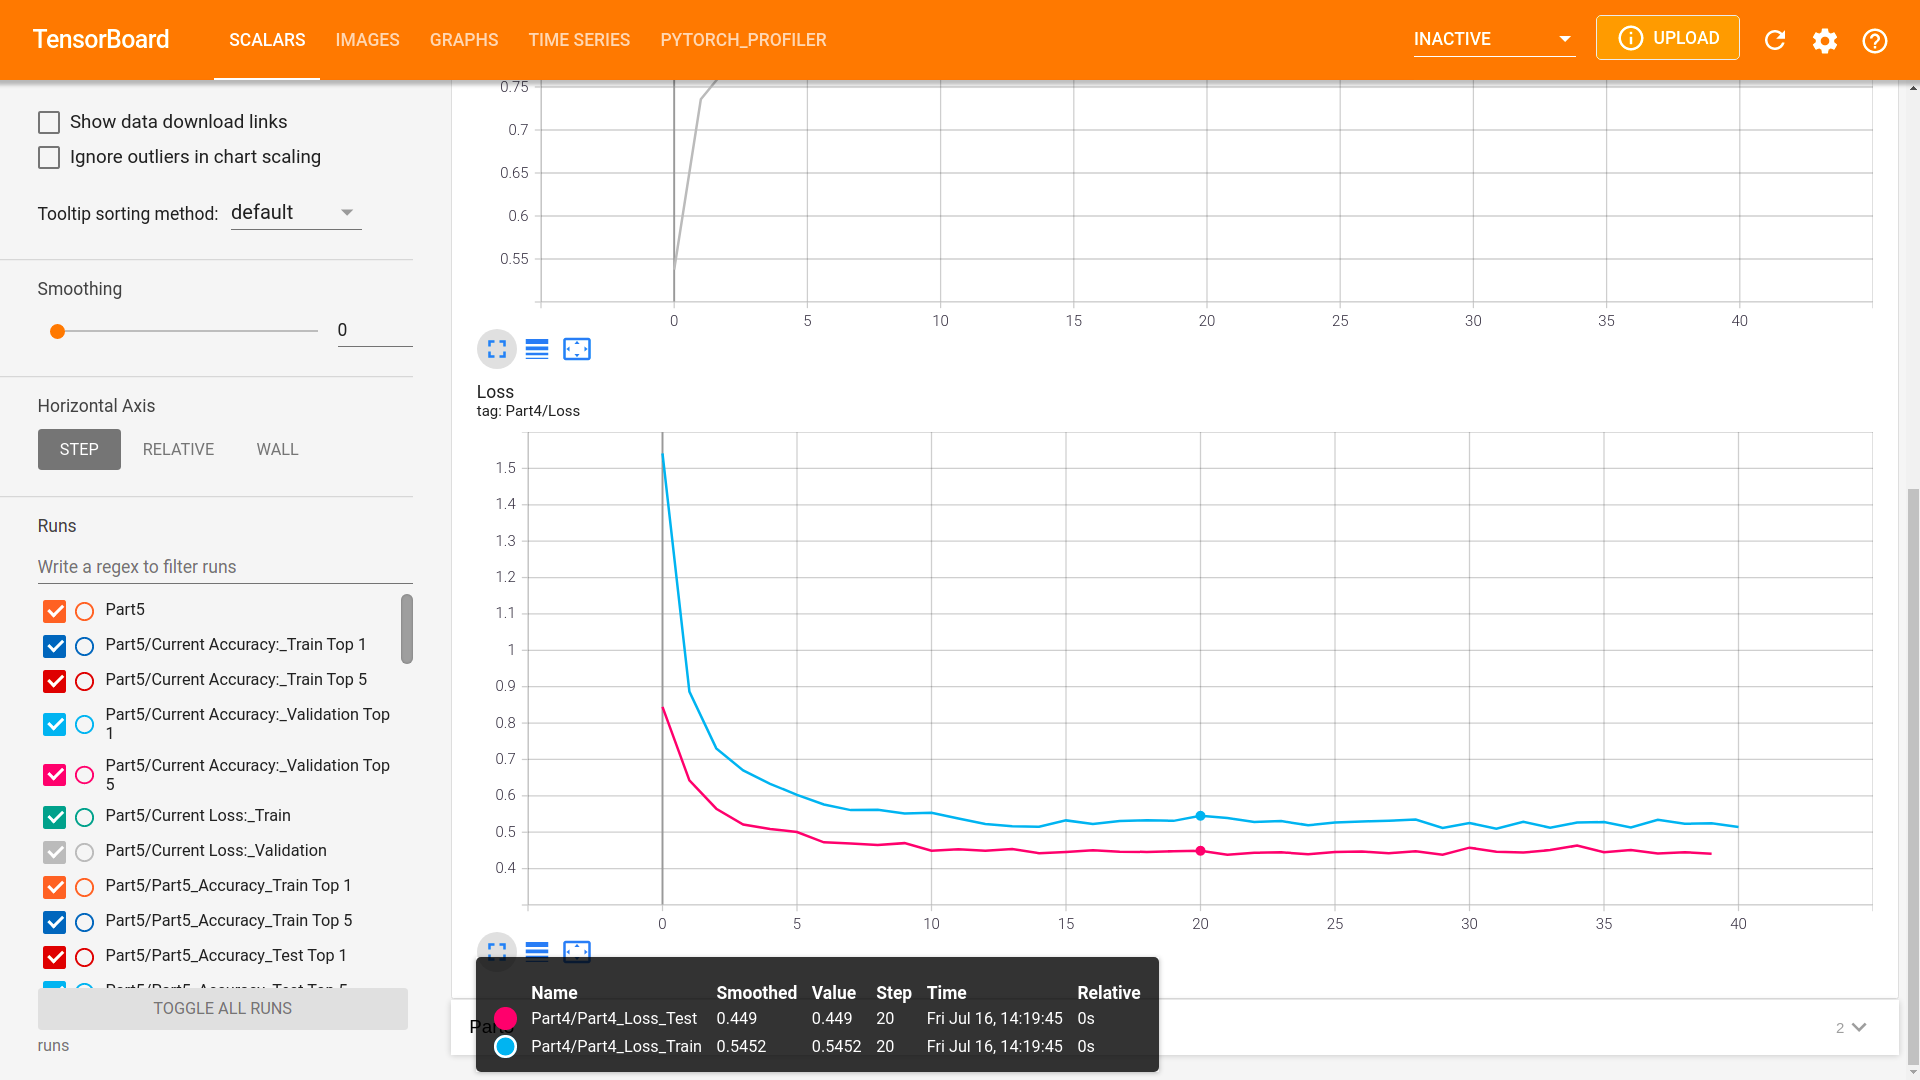 TensorBoard
SCALARS
IMAGES
GRAPHS
TIME SERIES
PYTORCH_PROFILER
INACTIVE
UPLOAD
Show data download links
Ignore outliers in chart scaling
Tooltip sorting method: default
Smoothing
0
Horizontal Axis
STEP
RELATIVE
WALL
Runs
Write a regex to filter runs
Part5
Part5/Current Accuracy:_Train Top 1
Part5/Current Accuracy:_Train Top 5
Part5/Current Accuracy:_Validation Top
1
Part5/Current Accuracy:_Validation Top
5
Part5/Current Loss:_Train
Part5/Current Loss:_Validation
Part5/Part5_Accuracy_Train Top 1
Part5/Part5_Accuracy_Train Top 5
Part5/Part5_Accuracy_Test Top 1
Part5/Part5_Accuracy_Test Top 5
TOGGLE ALL RUNS
runs
0.75
0.7
0.65
0.6
0.55
0 5 10 15 20 25 30 35 40
Loss
tag: Part4/Loss
1.5
1.4
1.3
1.2
1.1
1
0.9
0.8
0.7
0.6
0.5
0.4
0 5 10 15 20 25 30 35 40
Name Smoothed Value Step Time Relative
Part4/Part4_Loss_Test 0.449 0.449 20 Fri Jul 16, 14:19:45 0s
Part4/Part4_Loss_Train 0.5452 0.5452 20 Fri Jul 16, 14:19:45 0s
2